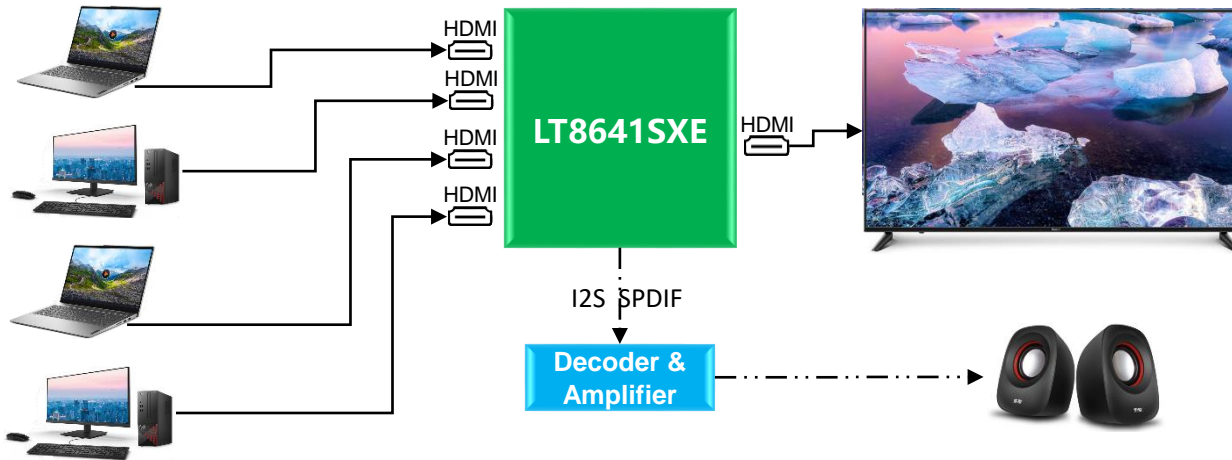 HDMI
HDMI
HDMI
HDMI
LT8641SXE
HDMI
I2S SPDIF
Decoder &
Amplifier